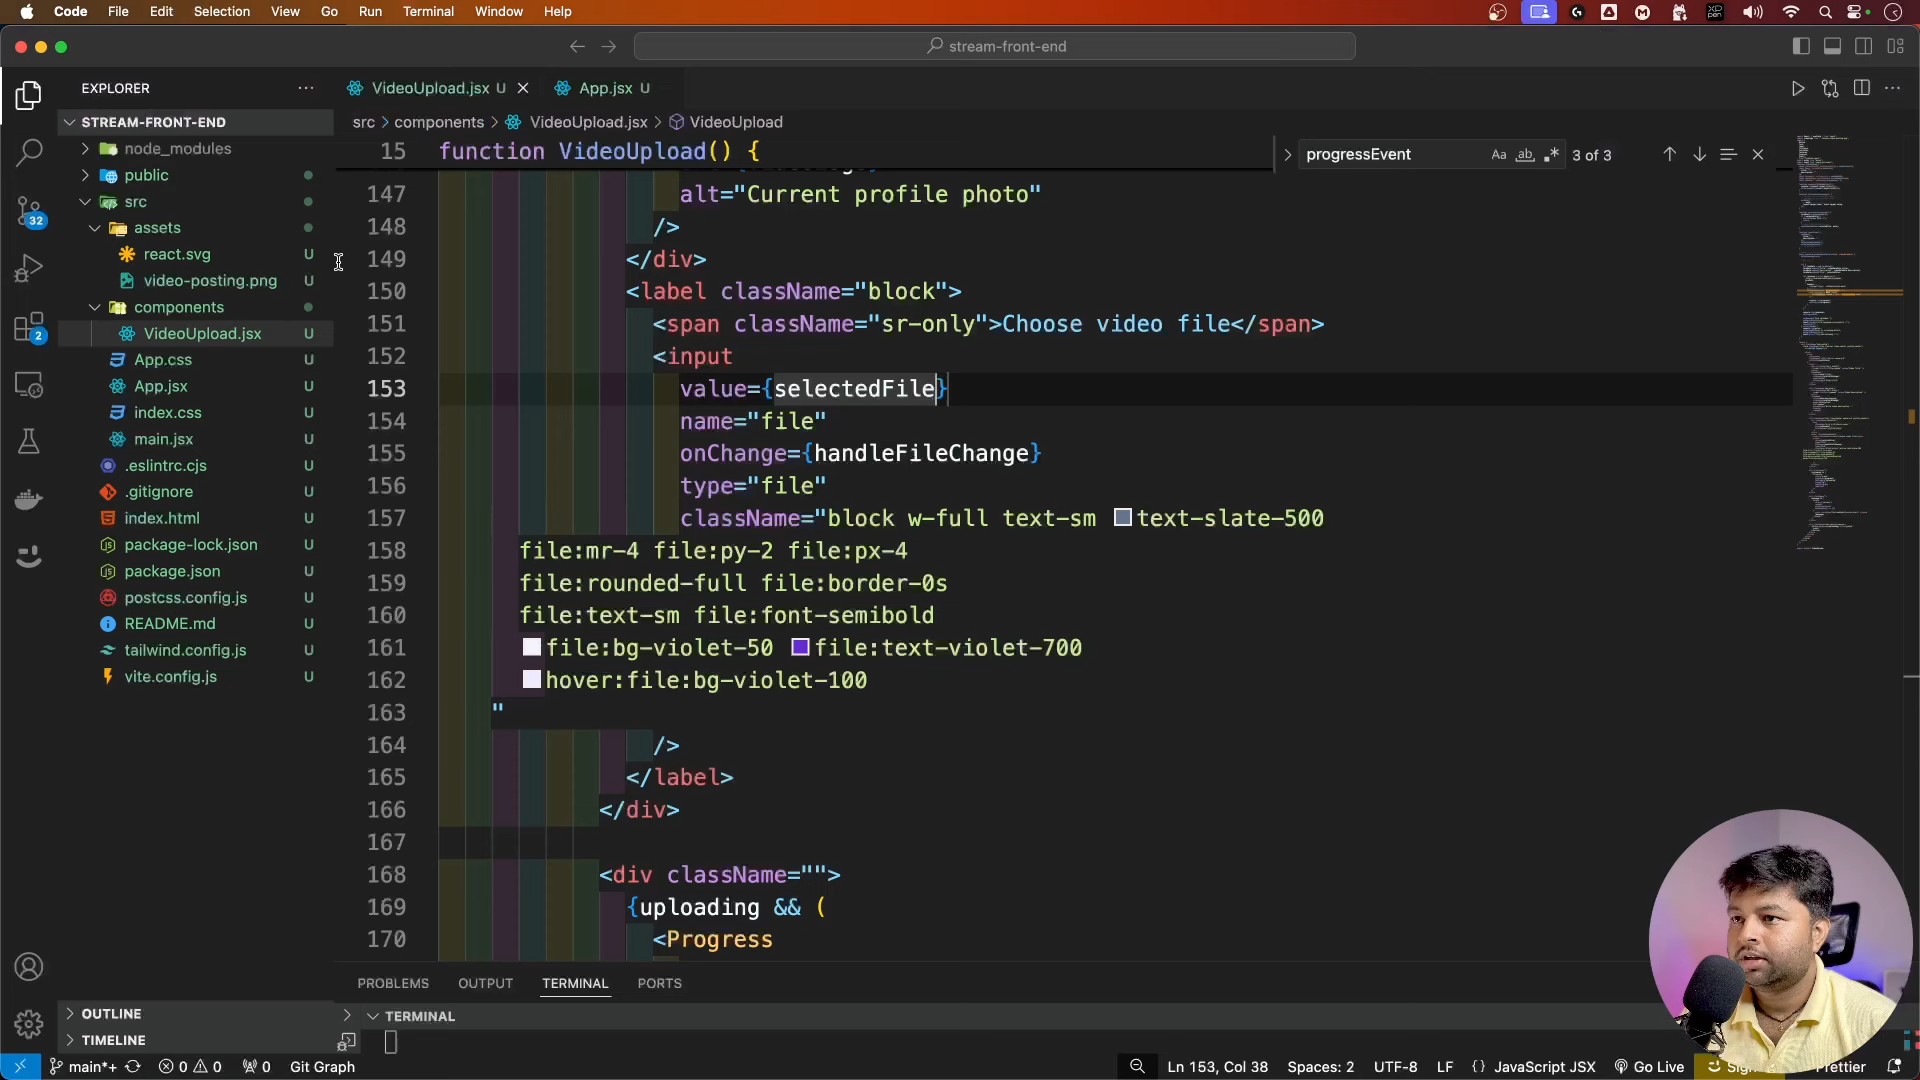 Code File Edit Selection View Go Run Terminal Window Help
stream-front-end
EXPLORER
VideoUpload.jsx U
App.jsx U
STREAM-FRONT-END
src > components > VideoUpload.jsx > VideoUpload
node_modules
public
src
assets
react.svg U
video-posting.png U
components
VideoUpload.jsx U
App.css U
App.jsx U
index.css U
main.jsx U
.eslintrc.cjs U
.gitignore U
index.html U
package-lock.json U
package.json U
postcss.config.js U
README.md U
tailwind.config.js U
vite.config.js U
32
2
OUTLINE
TIMELINE
progressEvent Aa ab 3 of 3
15 function VideoUpload() {
147 alt="Current profile photo"
148 />
149 </div>
150 <label className="block">
151 <span className="sr-only">Choose video file</span>
152 <input
153 value={selectedFile}
154 name="file"
155 onChange={handleFileChange}
156 type="file"
157 className="block w-full text-sm text-slate-500
158 file:mr-4 file:py-2 file:px-4
159 file:rounded-full file:border-0s
160 file:text-sm file:font-semibold
161 file:bg-violet-50 file:text-violet-700
162 hover:file:bg-violet-100
163 "
164 />
165 </label>
166 </div>
167
168 <div className="">
169 {uploading && (
170 <Progress
PROBLEMS OUTPUT TERMINAL PORTS
TERMINAL
main*+ 0 0 0 Git Graph Ln 153, Col 38 Spaces: 2 UTF-8 LF {} JavaScript JSX Go Live